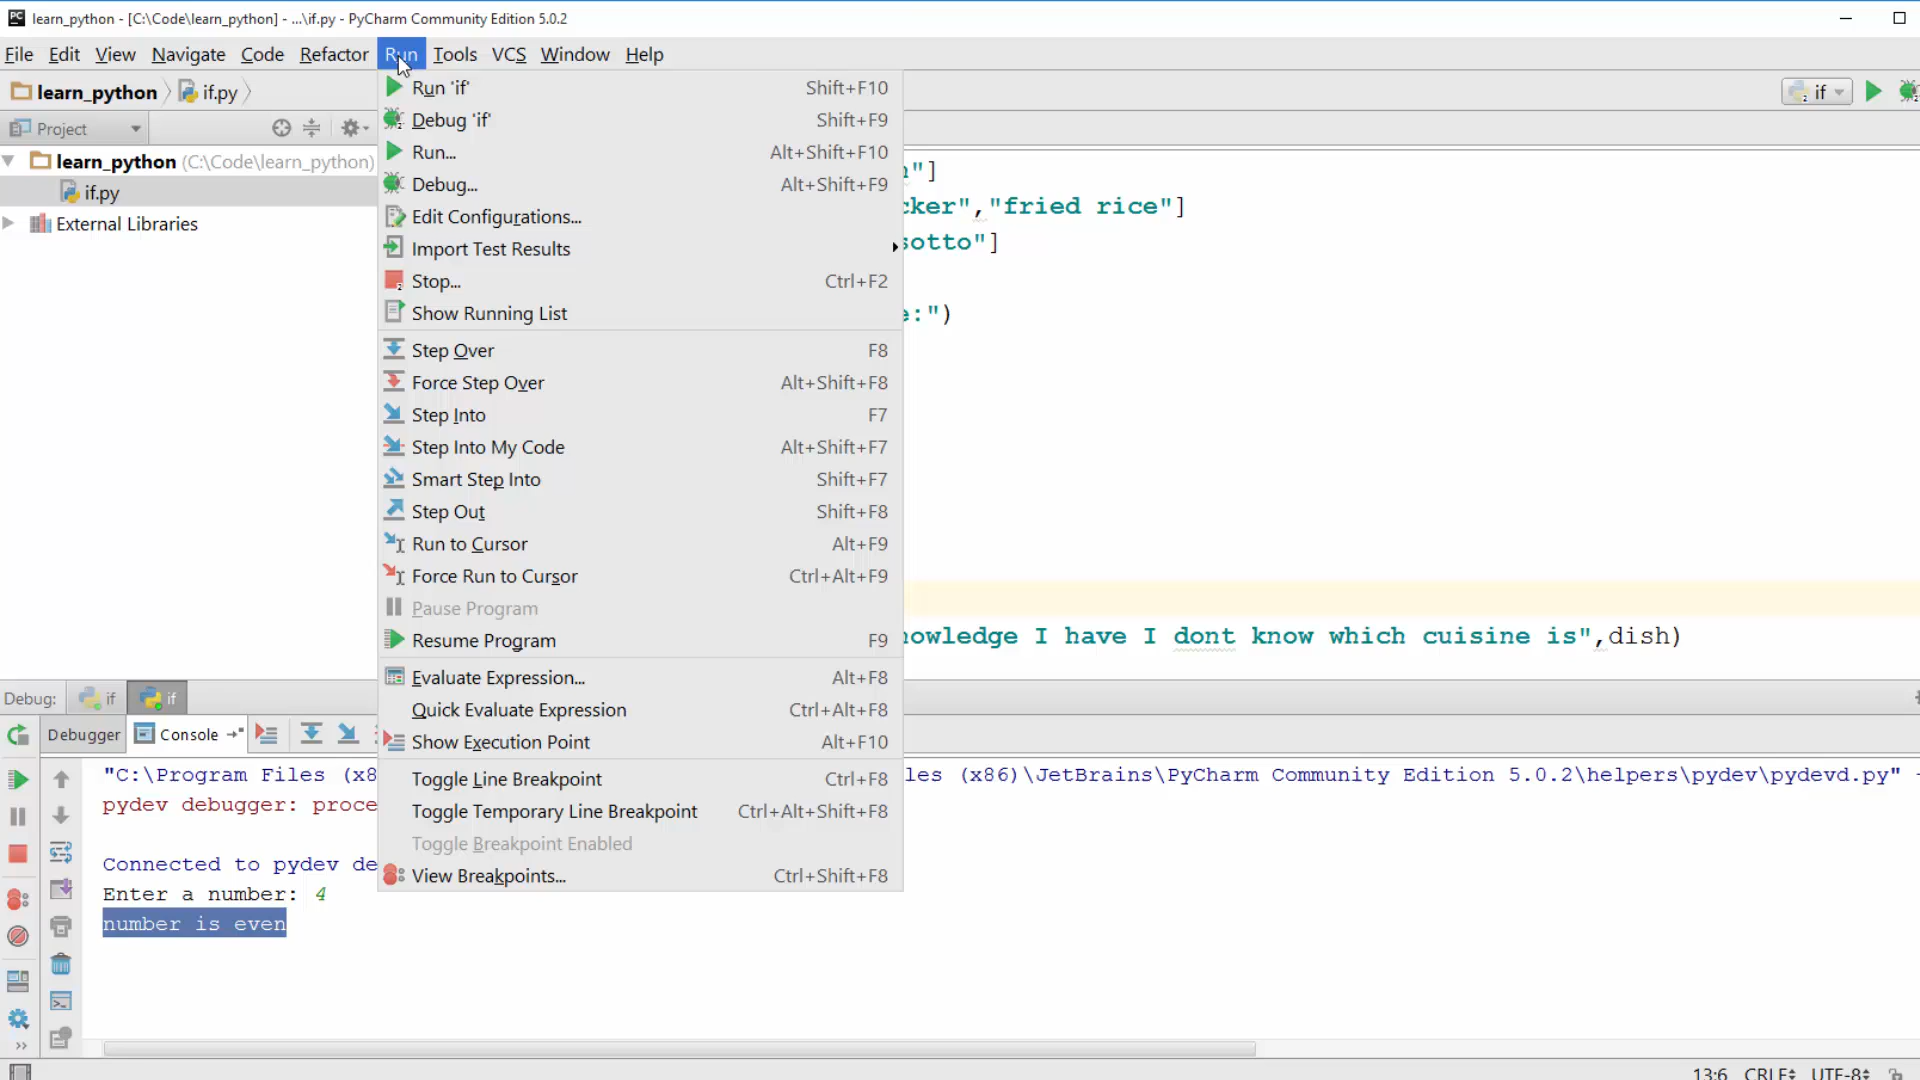 learn_python - [C:\Code\learn_python] - ...\if.py - PyCharm Community Edition 5.0.2
File Edit View Navigate Code Refactor Run Tools VCS Window Help
learn_python if.py
if
Project
learn_python (C:\Code\learn_python)
if.py
External Libraries
Run 'if' Shift+F10
Debug 'if' Shift+F9
Run... Alt+Shift+F10
Debug... Alt+Shift+F9
Edit Configurations...
Import Test Results
Stop... Ctrl+F2
Show Running List
Step Over F8
Force Step Over Alt+Shift+F8
Step Into F7
Step Into My Code Alt+Shift+F7
Smart Step Into Shift+F7
Step Out Shift+F8
Run to Cursor Alt+F9
Force Run to Cursor Ctrl+Alt+F9
Pause Program
Resume Program F9
Evaluate Expression... Alt+F8
Quick Evaluate Expression Ctrl+Alt+F8
Show Execution Point Alt+F10
Toggle Line Breakpoint Ctrl+F8
Toggle Temporary Line Breakpoint Ctrl+Alt+Shift+F8
Toggle Breakpoint Enabled
View Breakpoints... Ctrl+Shift+F8
"]
cker","fried rice"]
sotto"]
e:")
nowledge I have I dont know which cuisine is",dish)
Debug: if if
Debugger Console
"C:\Program Files (x8
les (x86)\JetBrains\PyCharm Community Edition 5.0.2\helpers\pydev\pydevd.py"
pydev debugger: proce
Connected to pydev de
Enter a number: 4
number is even
13:6 CRLF UTF-8